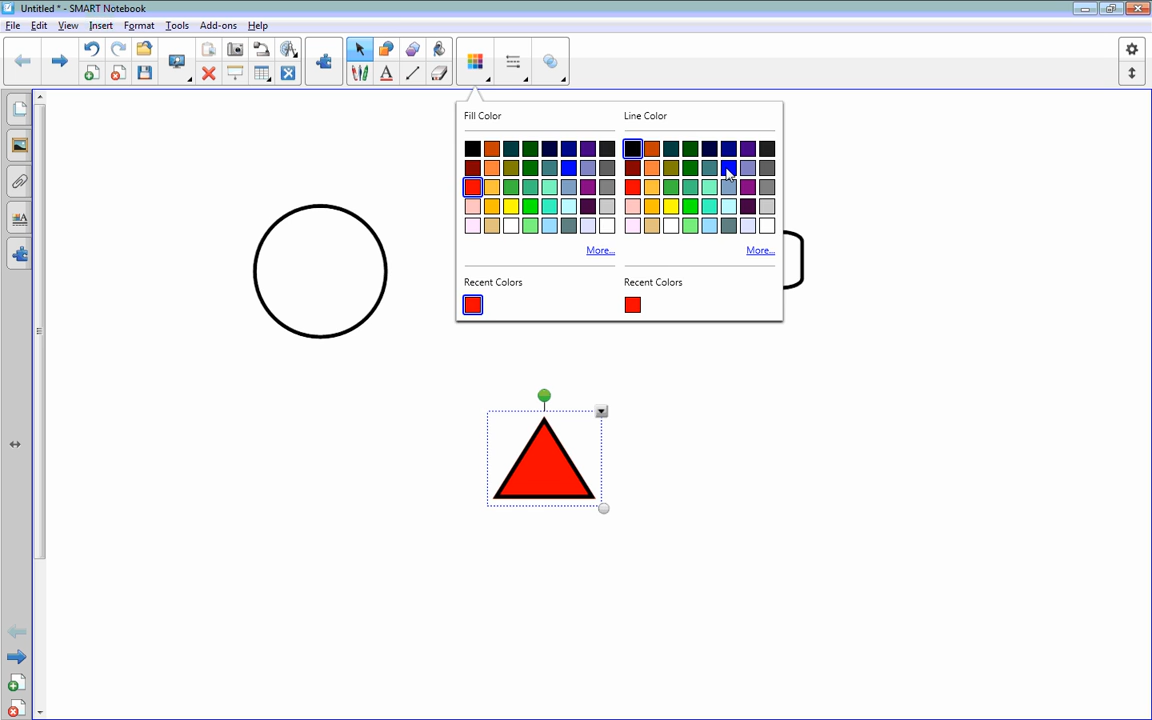 Untitled * - SMART Notebook
File Edit View Insert Format Tools Add-ons Help
Fill Color Line Color
More... More...
Recent Colors Recent Colors